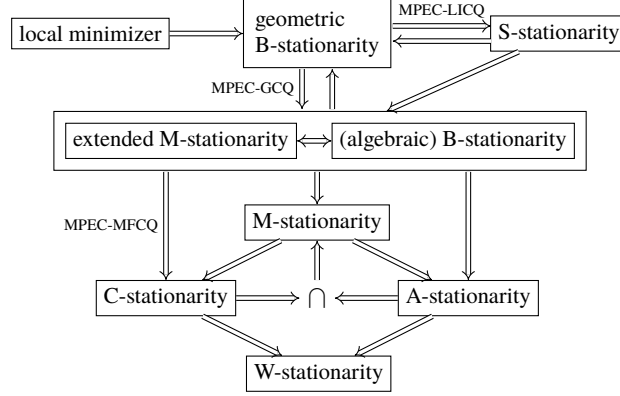 local minimizer
geometric
B-stationarity
MPEC-LICQ
S-stationarity
MPEC-GCQ
extended M-stationarity
(algebraic) B-stationarity
MPEC-MFCQ
M-stationarity
C-stationarity
∩
A-stationarity
W-stationarity